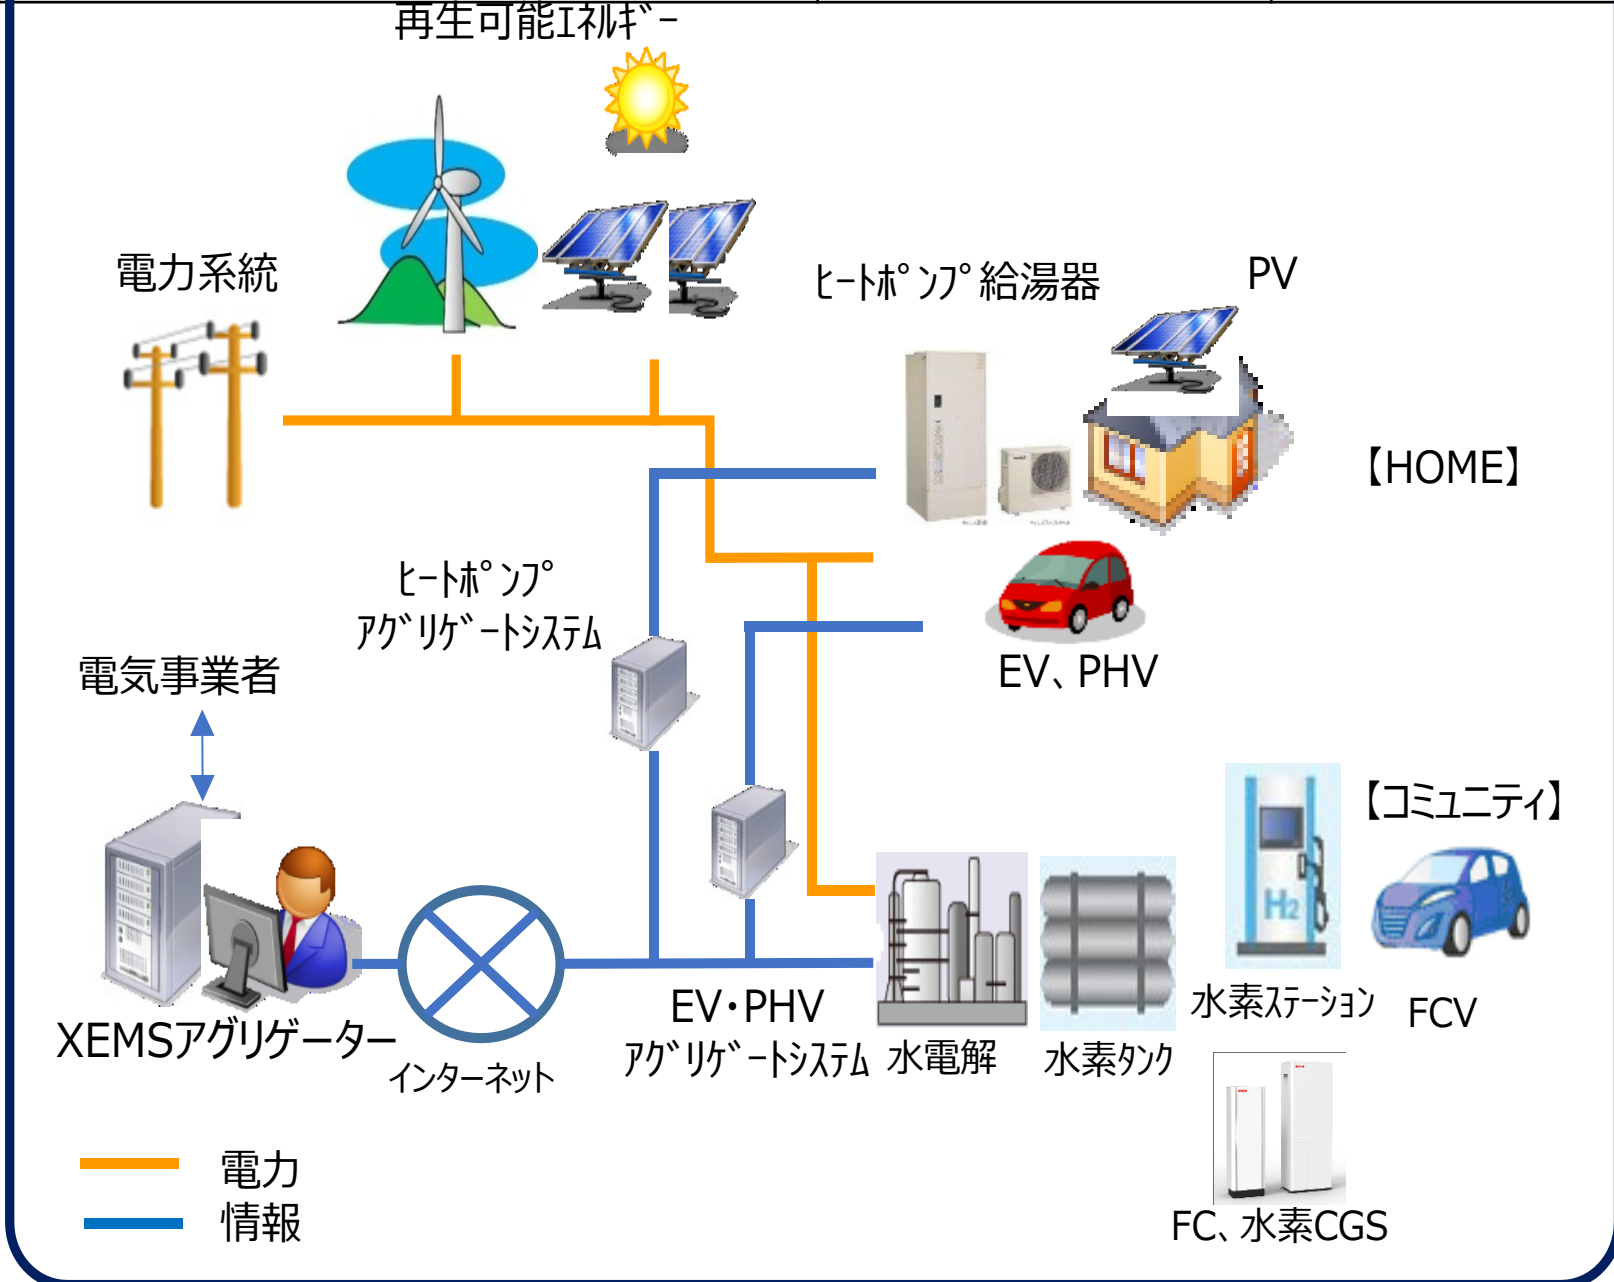 再生可能ｴﾈﾙｷﾞｰ
電力系統
ﾋｰﾄﾎﾟﾝﾌﾟ給湯器
PV
【HOME】
ﾋｰﾄﾎﾟﾝﾌﾟ
ｱｸﾞﾘｹﾞｰﾄｼｽﾃﾑ
電気事業者
EV、PHV
【コミュニティ】
H2
XEMSアグリゲーター
インターネット
EV・PHV
ｱｸﾞﾘｹﾞｰﾄｼｽﾃﾑ
水電解
水素ﾀﾝｸ
水素ｽﾃｰｼｮﾝ
FCV
電力
情報
FC、水素CGS